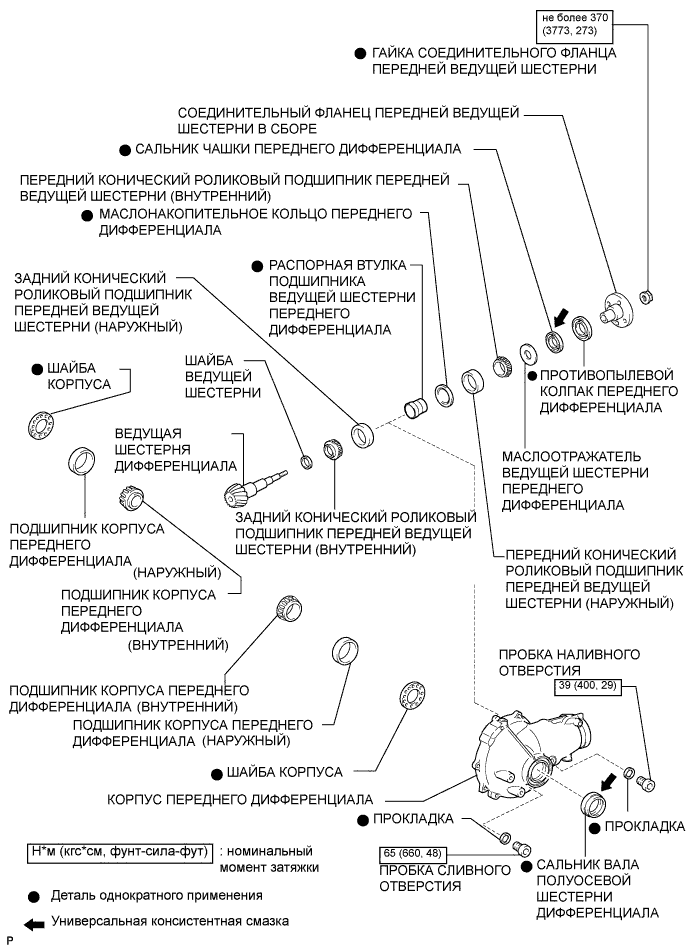 не более 370
(3773, 273)
ГАЙКА СОЕДИНИТЕЛЬНОГО ФЛАНЦА
ПЕРЕДНЕЙ ВЕДУЩЕЙ ШЕСТЕРНИ
СОЕДИНИТЕЛЬНЫЙ ФЛАНЕЦ ПЕРЕДНЕЙ ВЕДУЩЕЙ
ШЕСТЕРНИ В СБОРЕ
САЛЬНИК ЧАШКИ ПЕРЕДНЕГО ДИФФЕРЕНЦИАЛА
ПЕРЕДНИЙ КОНИЧЕСКИЙ РОЛИКОВЫЙ ПОДШИПНИК ПЕРЕДНЕЙ
ВЕДУЩЕЙ ШЕСТЕРНИ (ВНУТРЕННИЙ)
МАСЛОНАКОПИТЕЛЬНОЕ КОЛЬЦО ПЕРЕДНЕГО
ДИФФЕРЕНЦИАЛА
ЗАДНИЙ КОНИЧЕСКИЙ
РОЛИКОВЫЙ ПОДШИПНИК
ПЕРЕДНЕЙ ВЕДУЩЕЙ
ШЕСТЕРНИ (НАРУЖНЫЙ)
РАСПОРНАЯ ВТУЛКА
ПОДШИПНИКА
ВЕДУЩЕЙ ШЕСТЕРНИ
ПЕРЕДНЕГО
ДИФФЕРЕНЦИАЛА
ШАЙБА
КОРПУСА
ШАЙБА
ВЕДУЩЕЙ
ШЕСТЕРНИ
ПРОТИВОПЫЛЕВОЙ
КОЛПАК ПЕРЕДНЕГО
ДИФФЕРЕНЦИАЛА
ВЕДУЩАЯ
ШЕСТЕРНЯ
ДИФФЕРЕНЦИАЛА
МАСЛООТРАЖАТЕЛЬ
ВЕДУЩЕЙ ШЕСТЕРНИ
ПЕРЕДНЕГО
ДИФФЕРЕНЦИАЛА
ЗАДНИЙ КОНИЧЕСКИЙ РОЛИКОВЫЙ
ПОДШИПНИК ПЕРЕДНЕЙ ВЕДУЩЕЙ
ШЕСТЕРНИ (ВНУТРЕННИЙ)
ПОДШИПНИК КОРПУСА
ПЕРЕДНЕГО
ДИФФЕРЕНЦИАЛА
(НАРУЖНЫЙ)
ПЕРЕДНИЙ КОНИЧЕСКИЙ
РОЛИКОВЫЙ ПОДШИПНИК
ПЕРЕДНЕЙ ВЕДУЩЕЙ
ШЕСТЕРНИ (НАРУЖНЫЙ)
ПОДШИПНИК КОРПУСА
ПЕРЕДНЕГО
ДИФФЕРЕНЦИАЛА
(ВНУТРЕННИЙ)
ПОДШИПНИК КОРПУСА ПЕРЕДНЕГО
ДИФФЕРЕНЦИАЛА (ВНУТРЕННИЙ)
ПОДШИПНИК КОРПУСА ПЕРЕДНЕГО
ДИФФЕРЕНЦИАЛА (НАРУЖНЫЙ)
ПРОБКА НАЛИВНОГО
ОТВЕРСТИЯ
39 (400, 29)
ШАЙБА КОРПУСА
КОРПУС ПЕРЕДНЕГО ДИФФЕРЕНЦИАЛА
ПРОКЛАДКА
ПРОКЛАДКА
65 (660, 48)
ПРОБКА СЛИВНОГО
ОТВЕРСТИЯ
САЛЬНИК ВАЛА
ПОЛУОСЕВОЙ
ШЕСТЕРНИ
ДИФФЕРЕНЦИАЛА
Н*м (кгс*см, фунт-сила-фут) : номинальный
момент затяжки
Деталь однократного применения
Универсальная консистентная смазка
P